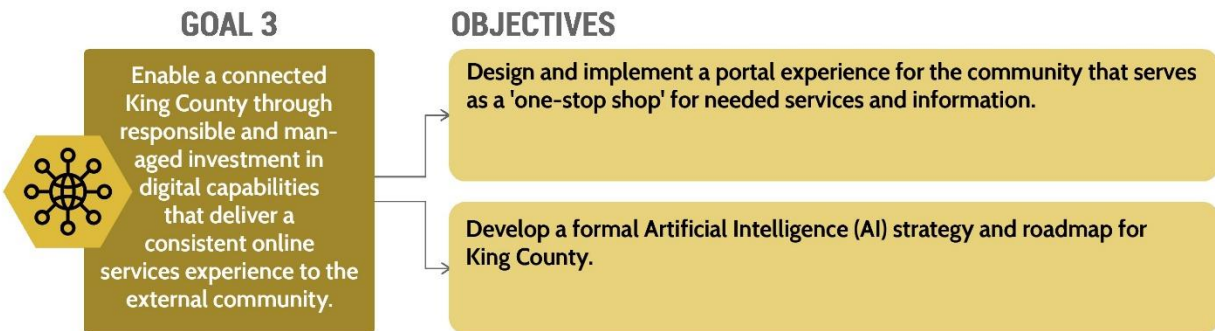 GOAL 3
Enable a connected
King County through
responsible and man-
aged investment in
digital capabilities
that deliver a
consistent online
services experience to the
external community.
OBJECTIVES
Design and implement a portal experience for the community that serves
as a 'one-stop shop' for needed services and information.
Develop a formal Artificial Intelligence (AI) strategy and roadmap for
King County.